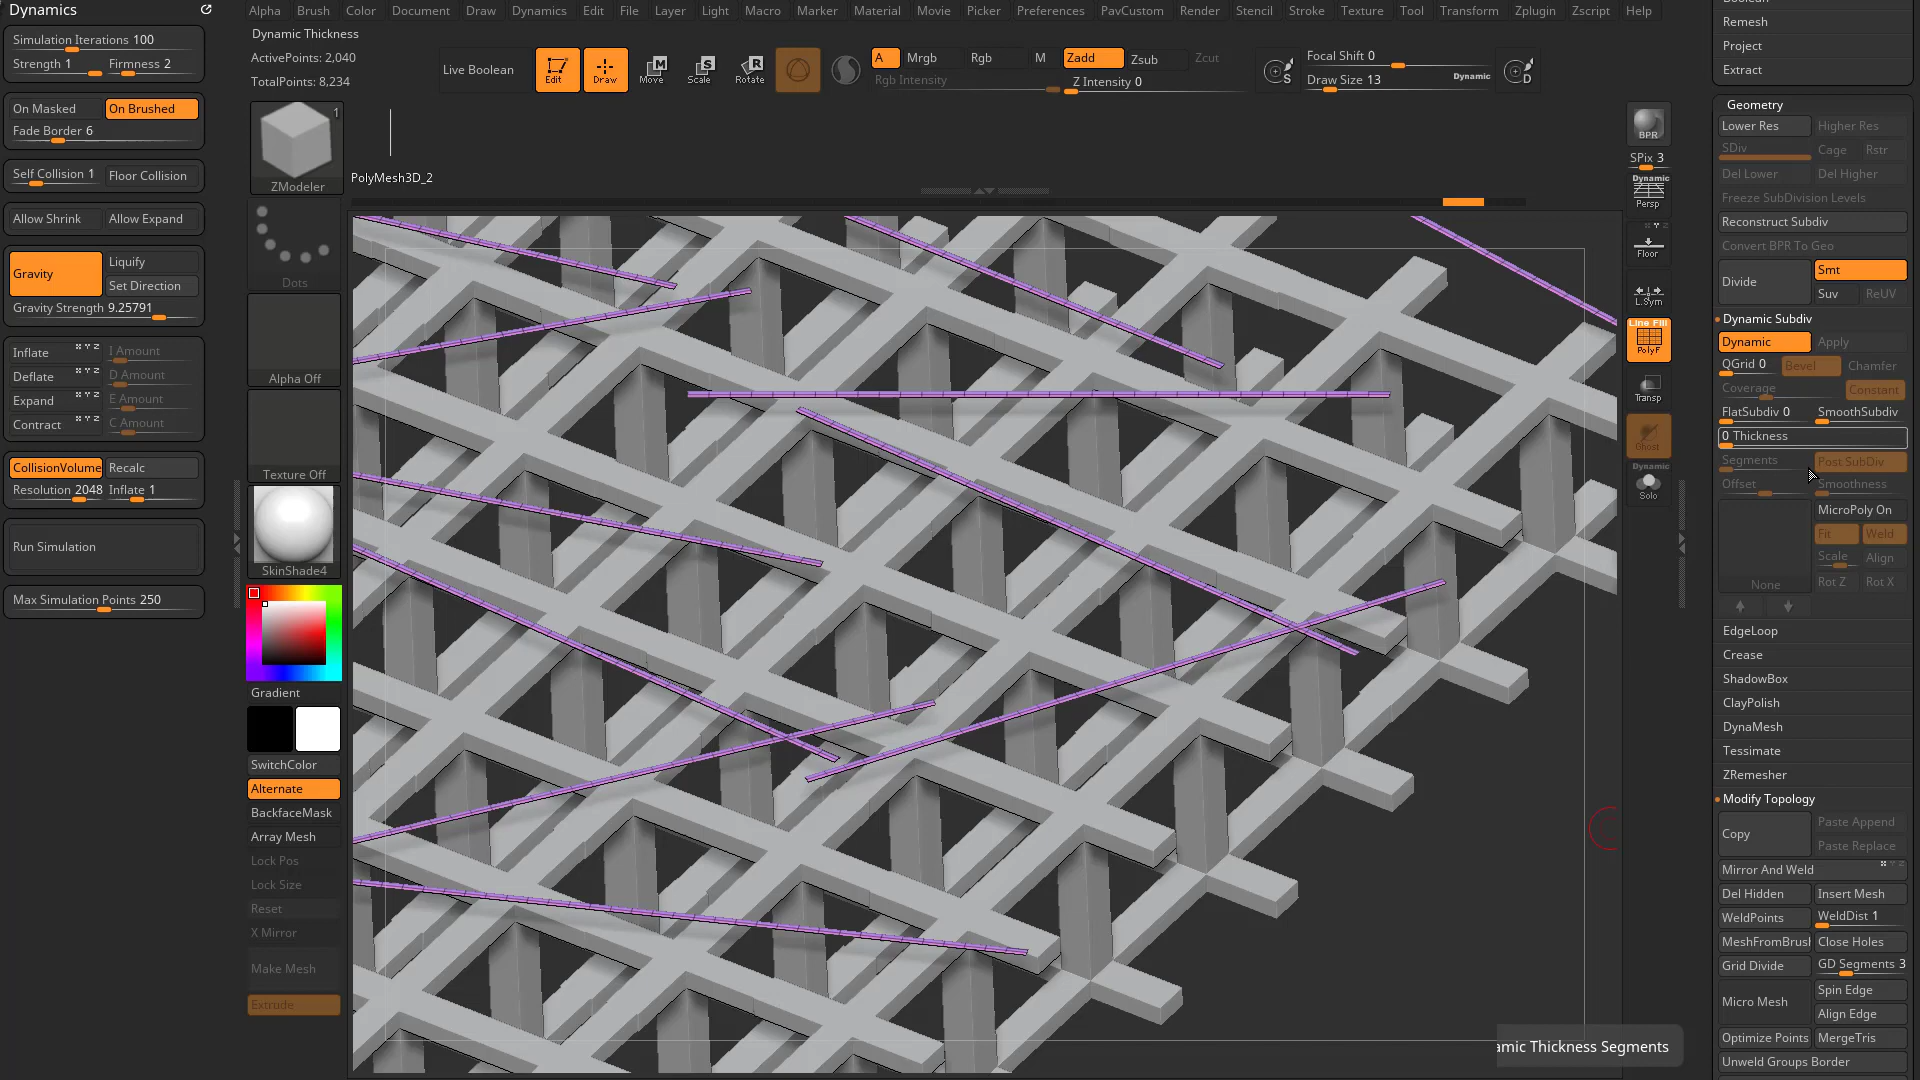 Dynamics
Simulation Iterations 100
Strength 1 Firmness 2
On Masked On Brushed
Fade Border 6
Self Collision 1 Floor Collision
Allow Shrink Allow Expand
Gravity
Liquify
Set Direction
Gravity Strength 9.25791
Inflate X Y Z I Amount
Deflate X Y Z D Amount
Expand X Y Z E Amount
Contract X Y Z C Amount
CollisionVolume Recalc
Resolution 2048 Inflate 1
Run Simulation
Max Simulation Points 250
Alpha Brush Color Document Draw Dynamics Edit File Layer Light Macro Marker Material Movie Picker Preferences PavCustom Render Stencil Stroke Texture Tool Transform Zplugin Zscript Help
Dynamic Thickness
ActivePoints: 2,040
TotalPoints: 8,234
Live Boolean
Edit
Draw
M
Move
S
Scale
R
Rotate
A Mrgb Rgb M Zadd Zsub Zcut
Rgb Intensity Z Intensity 0
S
Focal Shift 0
Draw Size 13 Dynamic
D
1
ZModeler
PolyMesh3D_2
Dots
Alpha Off
Texture Off
SkinShade4
Gradient
SwitchColor
Alternate
BackfaceMask
Array Mesh
Lock Pos
Lock Size
Reset
X Mirror
Make Mesh
Extrude
BPR
SPix 3
Dynamic
Persp
Floor
L.Sym
Line Fill
PolyF
Transp
Ghost
Dynamic
Solo
Remesh
Project
Extract
Geometry
Lower Res Higher Res
SDiv Cage Rstr
Del Lower Del Higher
Freeze SubDivision Levels
Reconstruct Subdiv
Convert BPR To Geo
Divide
Smt
Suv ReUV
Dynamic Subdiv
Dynamic Apply
QGrid 0 Bevel Chamfer
Coverage Constant
FlatSubdiv 0 SmoothSubdiv
0 Thickness
Segments Post SubDiv
Offset Smoothness
MicroPoly On
Fit Weld
Scale Align
None Rot Z Rot X
EdgeLoop
Crease
ShadowBox
ClayPolish
DynaMesh
Tessimate
ZRemesher
Modify Topology
Copy
Paste Append
Paste Replace
Mirror And Weld
Del Hidden Insert Mesh
WeldPoints WeldDist 1
MeshFromBrush Close Holes
Grid Divide GD Segments 3
Micro Mesh
Spin Edge
Align Edge
Optimize Points MergeTris
Unweld Groups Border
amic Thickness Segments